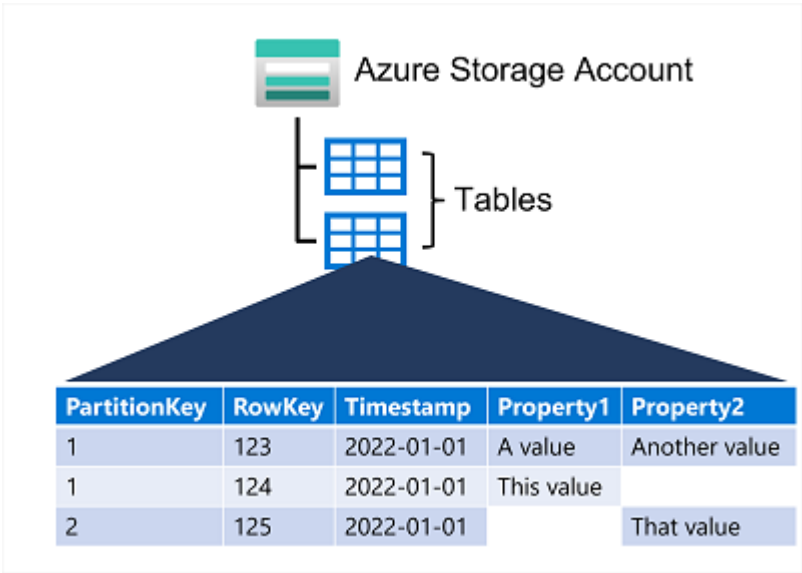 Azure Storage Account
Tables
PartitionKey RowKey Timestamp Property1 Property2
1 123 2022-01-01 A value Another value
1 124 2022-01-01 This value
2 125 2022-01-01 That value